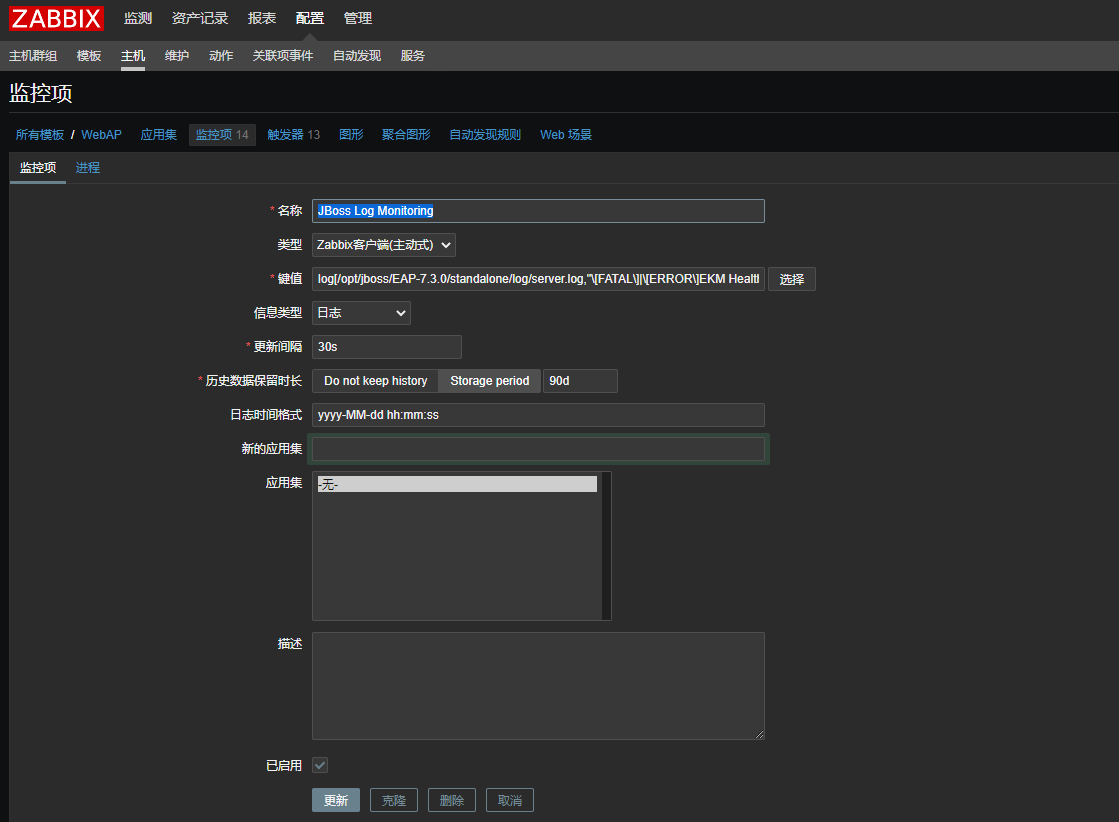 ZABBIX 监测 资产记录 报表 配置 管理
主机群组 模板 主机 维护 动作 关联项事件 自动发现 服务
监控项
所有模板 / WebAP 应用集 监控项 14 触发器 13 图形 聚合图形 自动发现规则 Web 场景
监控项 进程
* 名称 JBoss Log Monitoring
类型 Zabbix客户端(主动式)
* 键值 log[/opt/jboss/EAP-7.3.0/standalone/log/server.log,"\[FATAL\]|\[ERROR\]EKM Healt 选择
信息类型 日志
* 更新间隔 30s
* 历史数据保留时长 Do not keep history Storage period 90d
日志时间格式 yyyy-MM-dd hh:mm:ss
新的应用集
应用集 -无-
描述
已启用
更新 克隆 删除 取消